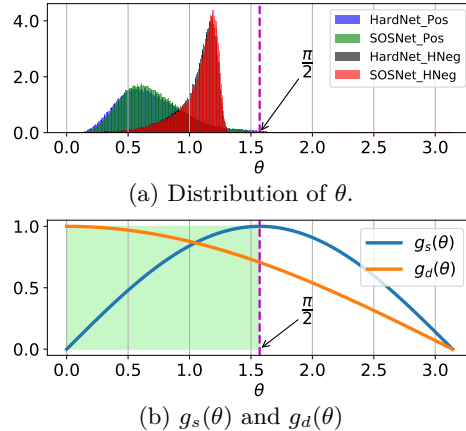 4.0
2.0
0.0
HardNet_Pos
SOSNet_Pos
HardNet_HNeg
SOSNet_HNeg
π/2
0.0 0.5 1.0 1.5 2.0 2.5 3.0
θ
(a) Distribution of θ.
1.0
0.5
0.0
g_s(θ)
g_d(θ)
π/2
0.0 0.5 1.0 1.5 2.0 2.5 3.0
θ
(b) g_s(θ) and g_d(θ)